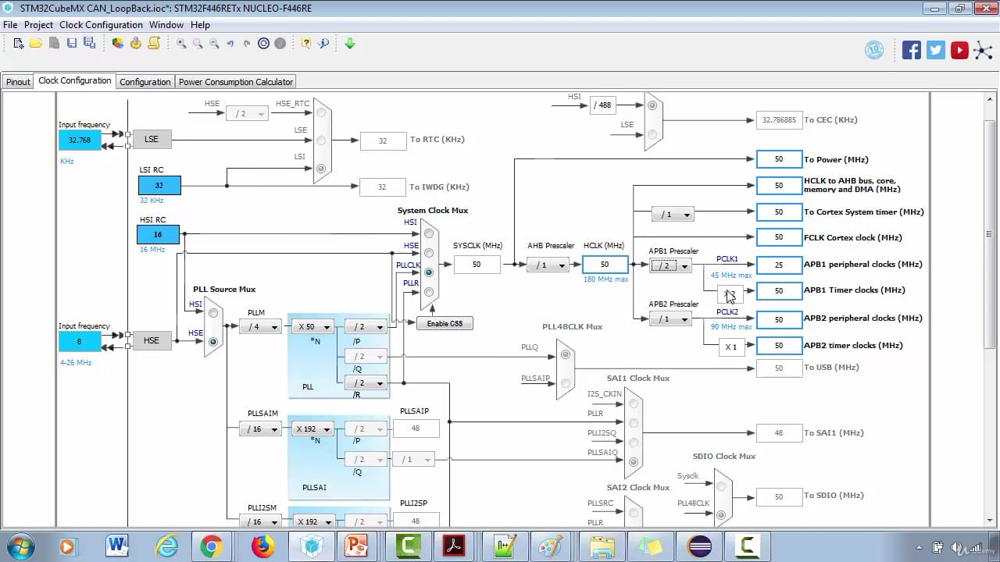 STM32CubeMX CAN_LoopBack.ioc*: STM32F446RETx NUCLEO-F446RE
File Project Clock Configuration Window Help
10
Pinout Clock Configuration Configuration Power Consumption Calculator
HSE / 2 HSE_RTC
LSE
LSI
Input frequency
32.768
KHz
LSE
32 To RTC (KHz)
LSI RC
32
32 KHz
32 To IWDG (KHz)
HSI / 488
LSE
32.786885 To CEC (KHz)
50 To Power (MHz)
50 HCLK to AHB bus, core,
memory and DMA (MHz)
/ 1 50 To Cortex System timer (MHz)
50 FCLK Cortex clock (MHz)
HSI RC
16
16 MHz
System Clock Mux
HSI
HSE
PLLCLK
PLLR
Enable CSS
SYSCLK (MHz)
50
AHB Prescaler
/ 1
HCLK (MHz)
50
180 MHz max
APB1 Prescaler
/ 2
PCLK1
45 MHz max
25 APB1 peripheral clocks (MHz)
50 APB1 Timer clocks (MHz)
APB2 Prescaler
/ 1
PCLK2
90 MHz max
50 APB2 peripheral clocks (MHz)
X 1
50 APB2 timer clocks (MHz)
50 To USB (MHz)
PLL Source Mux
HSI
HSE
Input frequency
8
4-26 MHz
HSE
PLLM
/ 4
X 50
*N
/ 2
/P
/ 2
/Q
/ 2
/R
PLL
PLL48CLK Mux
PLLQ
PLLSAIP
PLLSAIM
/ 16
X 192
*N
/ 2
/P
/ 2
/Q
/ 1
PLLSAI
PLLSAIP
48
SAI1 Clock Mux
I2S_CKIN
PLLR
PLLI2SQ
PLLSAIQ
48 To SAI1 (MHz)
SDIO Clock Mux
Sysclk
PLL48CLK
50 To SDIO (MHz)
SAI2 Clock Mux
PLLSRC
PLLR
PLLI2SM
/ 16
X 192
/ 2
PLLI2SP
48
Udemy